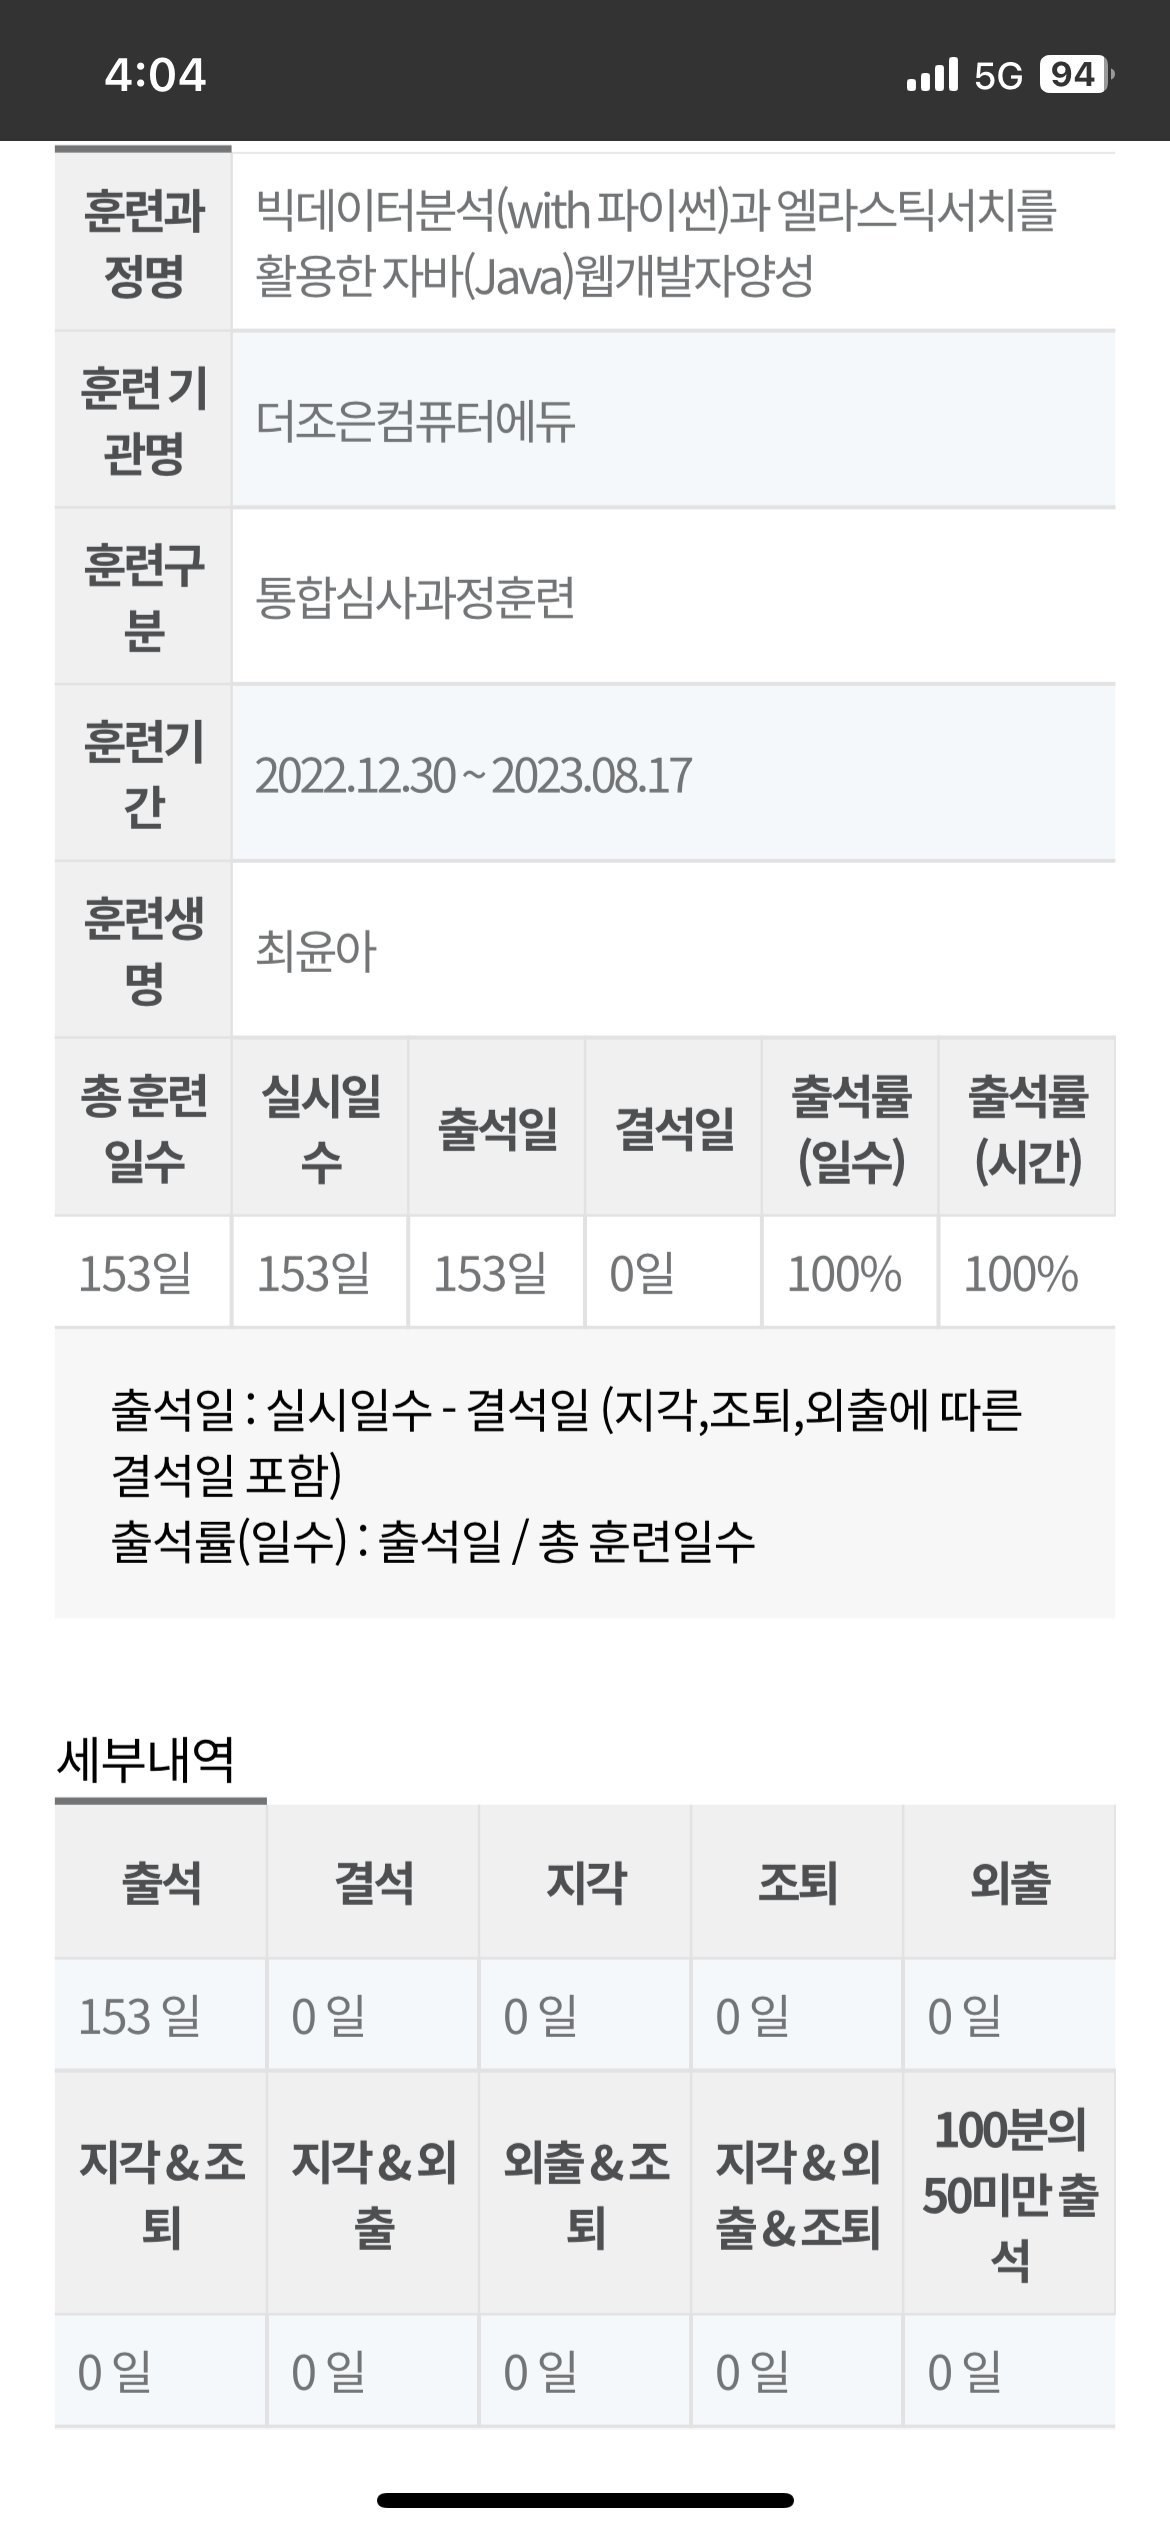 4:04
5G
94
훈련과
정명
빅데이터분석(with 파이썬)과 엘라스틱서치를
활용한 자바(Java)웹개발자양성
훈련 기
관명
더조은컴퓨터에듀
훈련구
분
통합심사과정훈련
훈련기
간
2022.12.30 ~ 2023.08.17
훈련생
명
최윤아
총 훈련
일수
실시일
수
출석일
결석일
출석률
(일수)
출석률
(시간)
153일
153일
153일
0일
100%
100%
출석일 : 실시일수 - 결석일 (지각,조퇴,외출에 따른
결석일 포함)
출석률(일수) : 출석일 / 총 훈련일수
세부내역
출석
결석
지각
조퇴
외출
153 일
0 일
0 일
0 일
0 일
지각 & 조
퇴
지각 & 외
출
외출 & 조
퇴
지각 & 외
출 & 조퇴
100분의
50미만 출
석
0 일
0 일
0 일
0 일
0 일